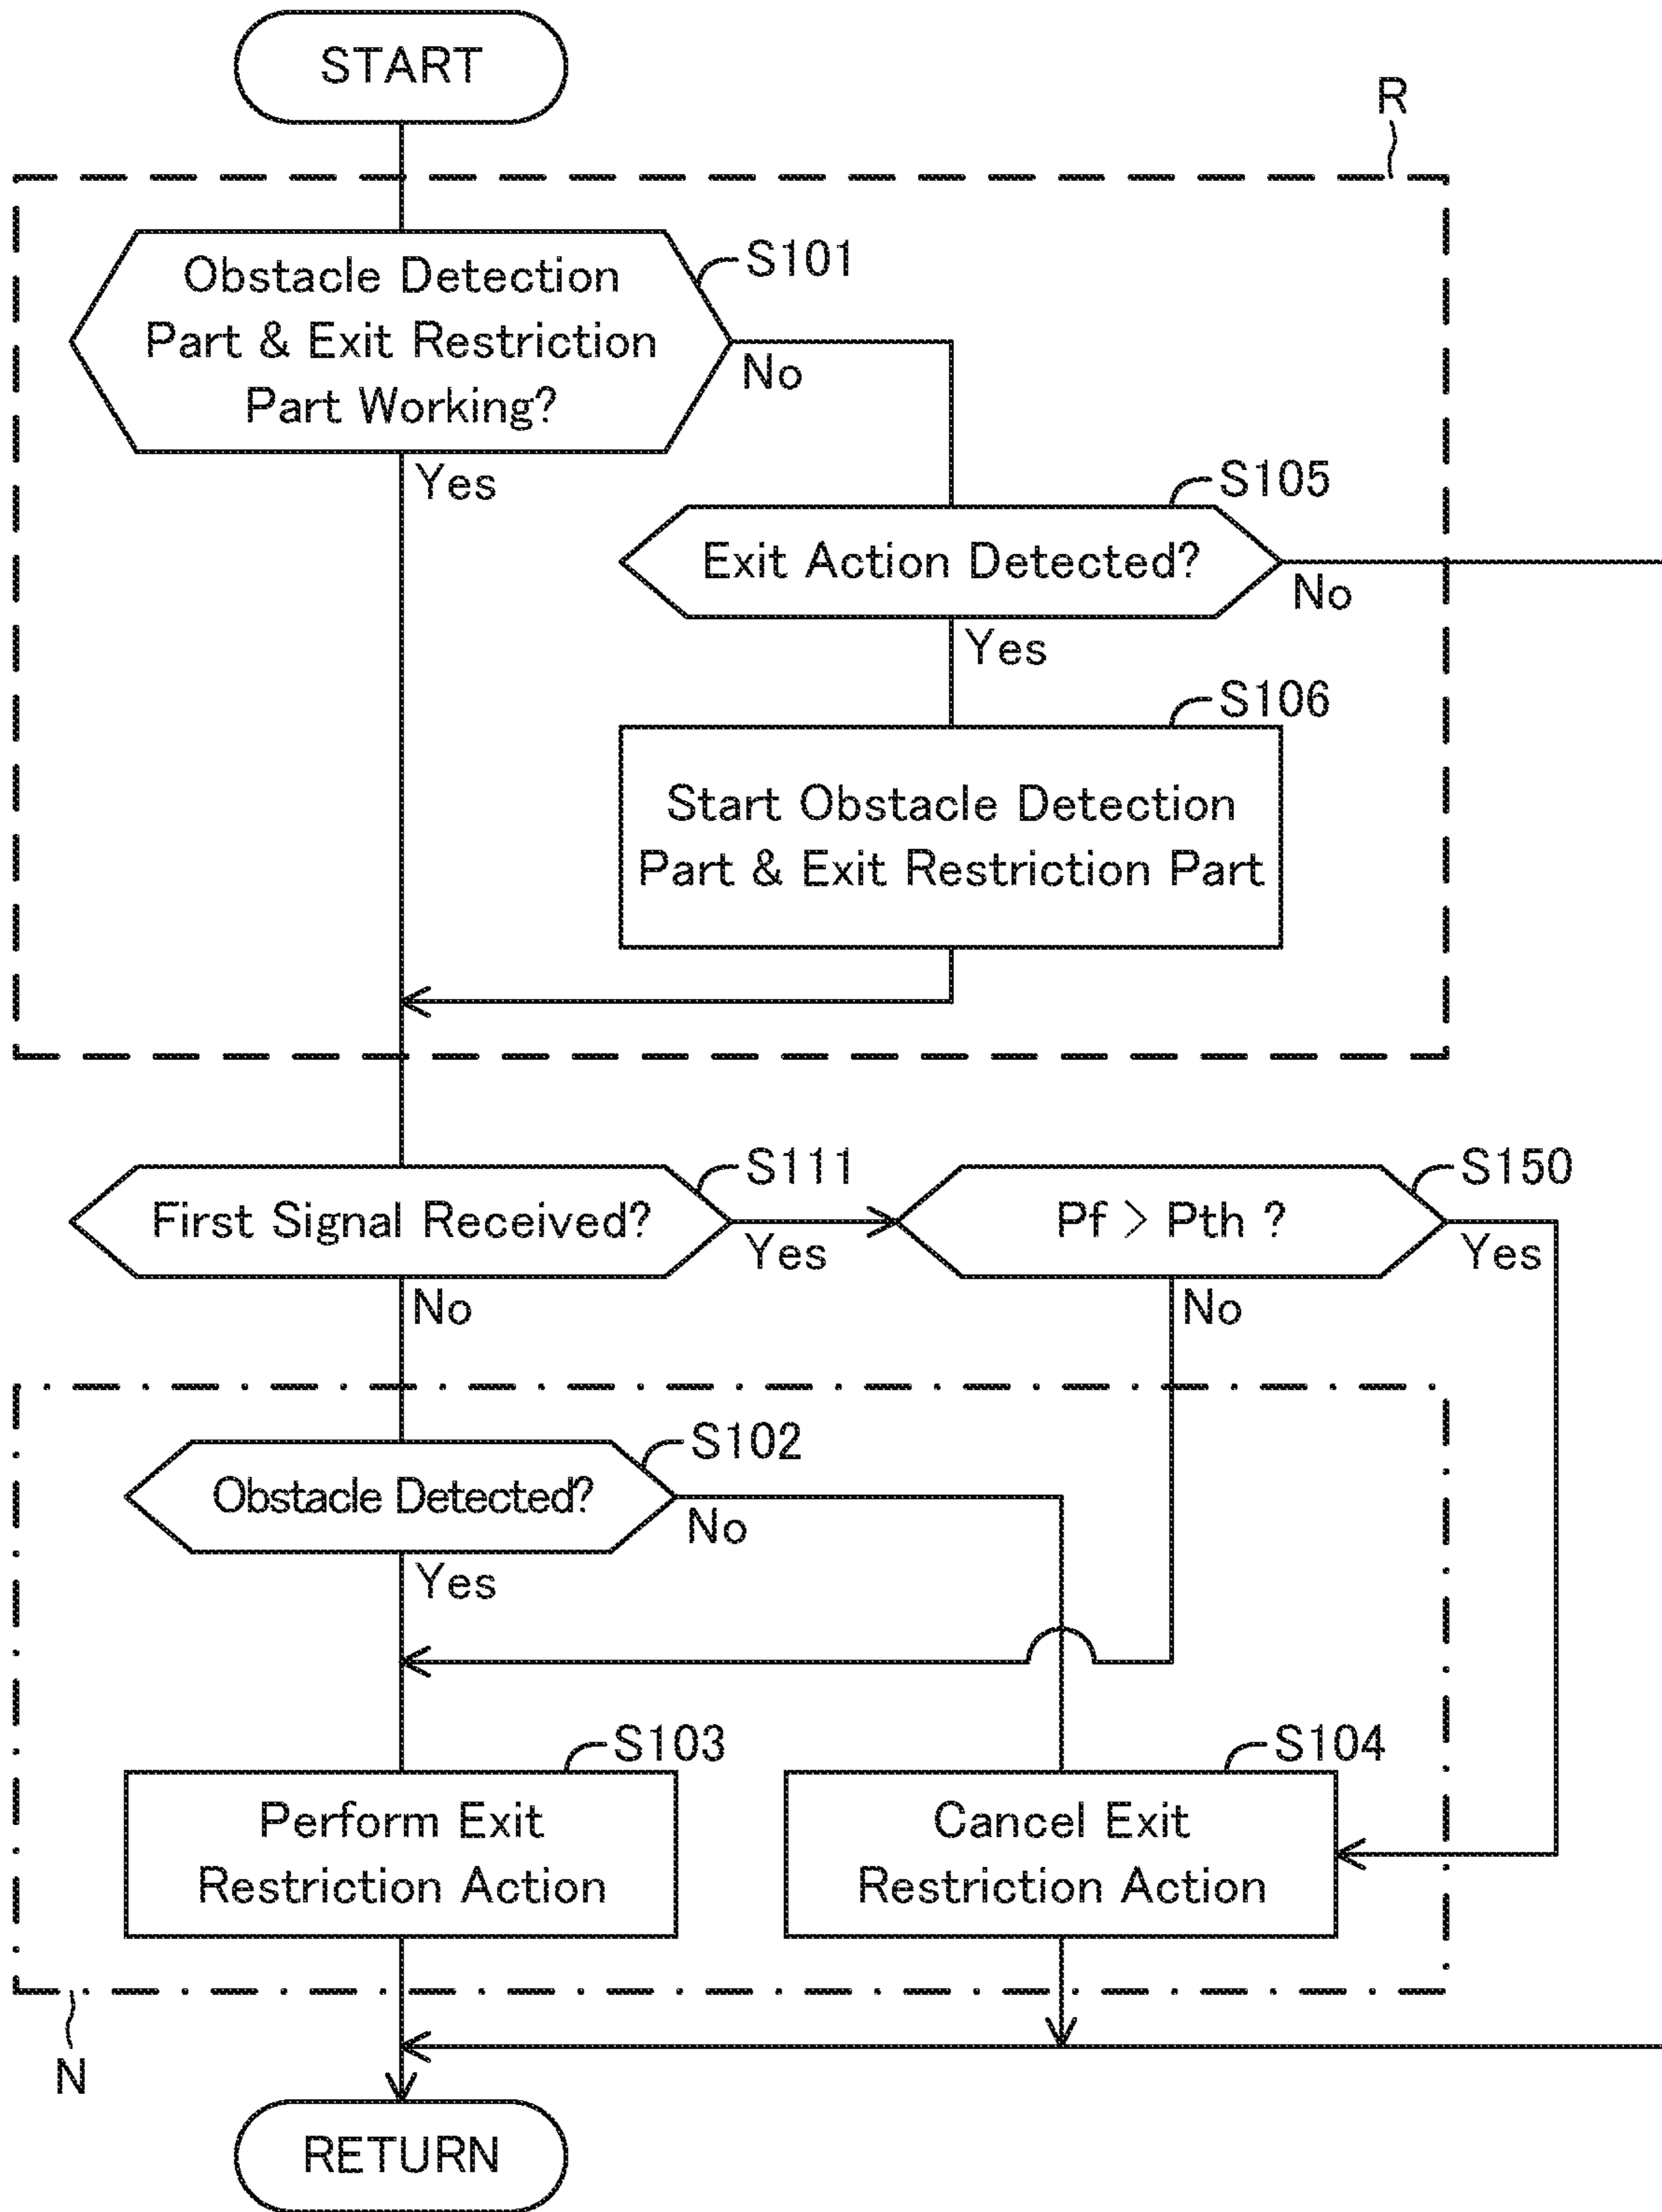 START
R
Obstacle Detection
Part & Exit Restriction
Part Working?
S101
No
Yes
S105
Exit Action Detected?
No
Yes
S106
Start Obstacle Detection
Part & Exit Restriction Part
First Signal Received?
S111
Yes
No
Pf > Pth ?
S150
Yes
No
Obstacle Detected?
S102
No
Yes
S103
Perform Exit
Restriction Action
S104
Cancel Exit
Restriction Action
N
RETURN